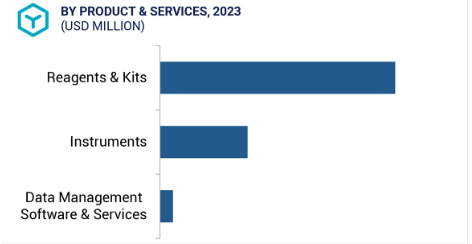 BY PRODUCT & SERVICES, 2023
(USD MILLION)
Reagents & Kits
Instruments
Data Management
Software & Services